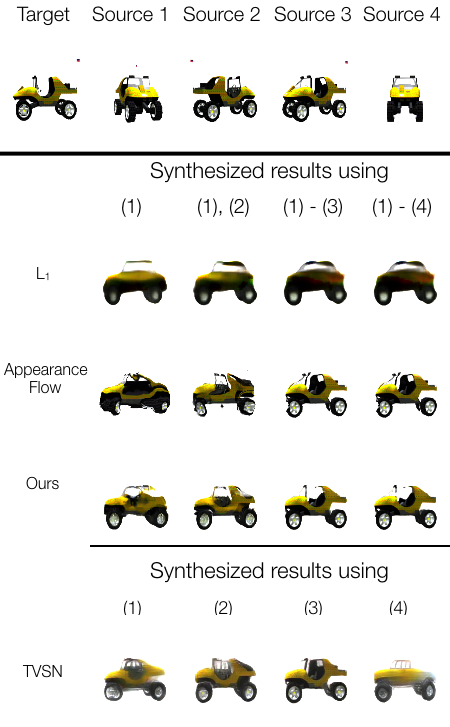 Target Source 1 Source 2 Source 3 Source 4
Synthesized results using
(1) (1), (2) (1) - (3) (1) - (4)
L1
Appearance
Flow
Ours
Synthesized results using
(1) (2) (3) (4)
TVSN